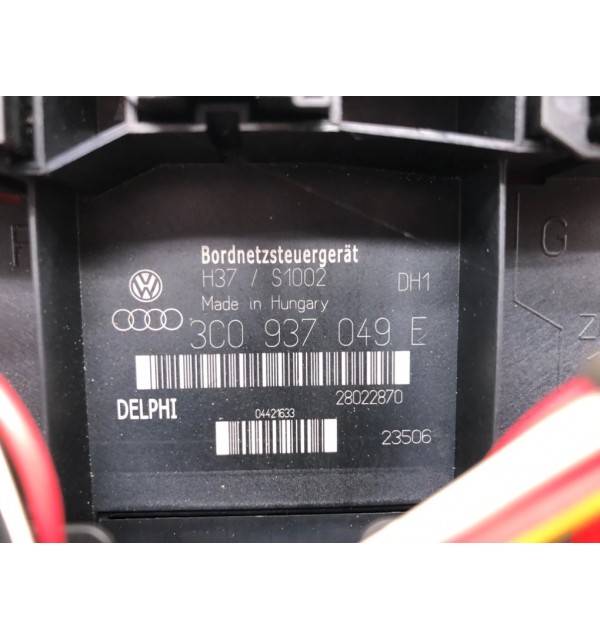 Bordnetzsteuergerät
H37 / S1002 DH1
Made in Hungary
3C0 937 049 E
28022870
DELPHI
04421633
23506
F
G